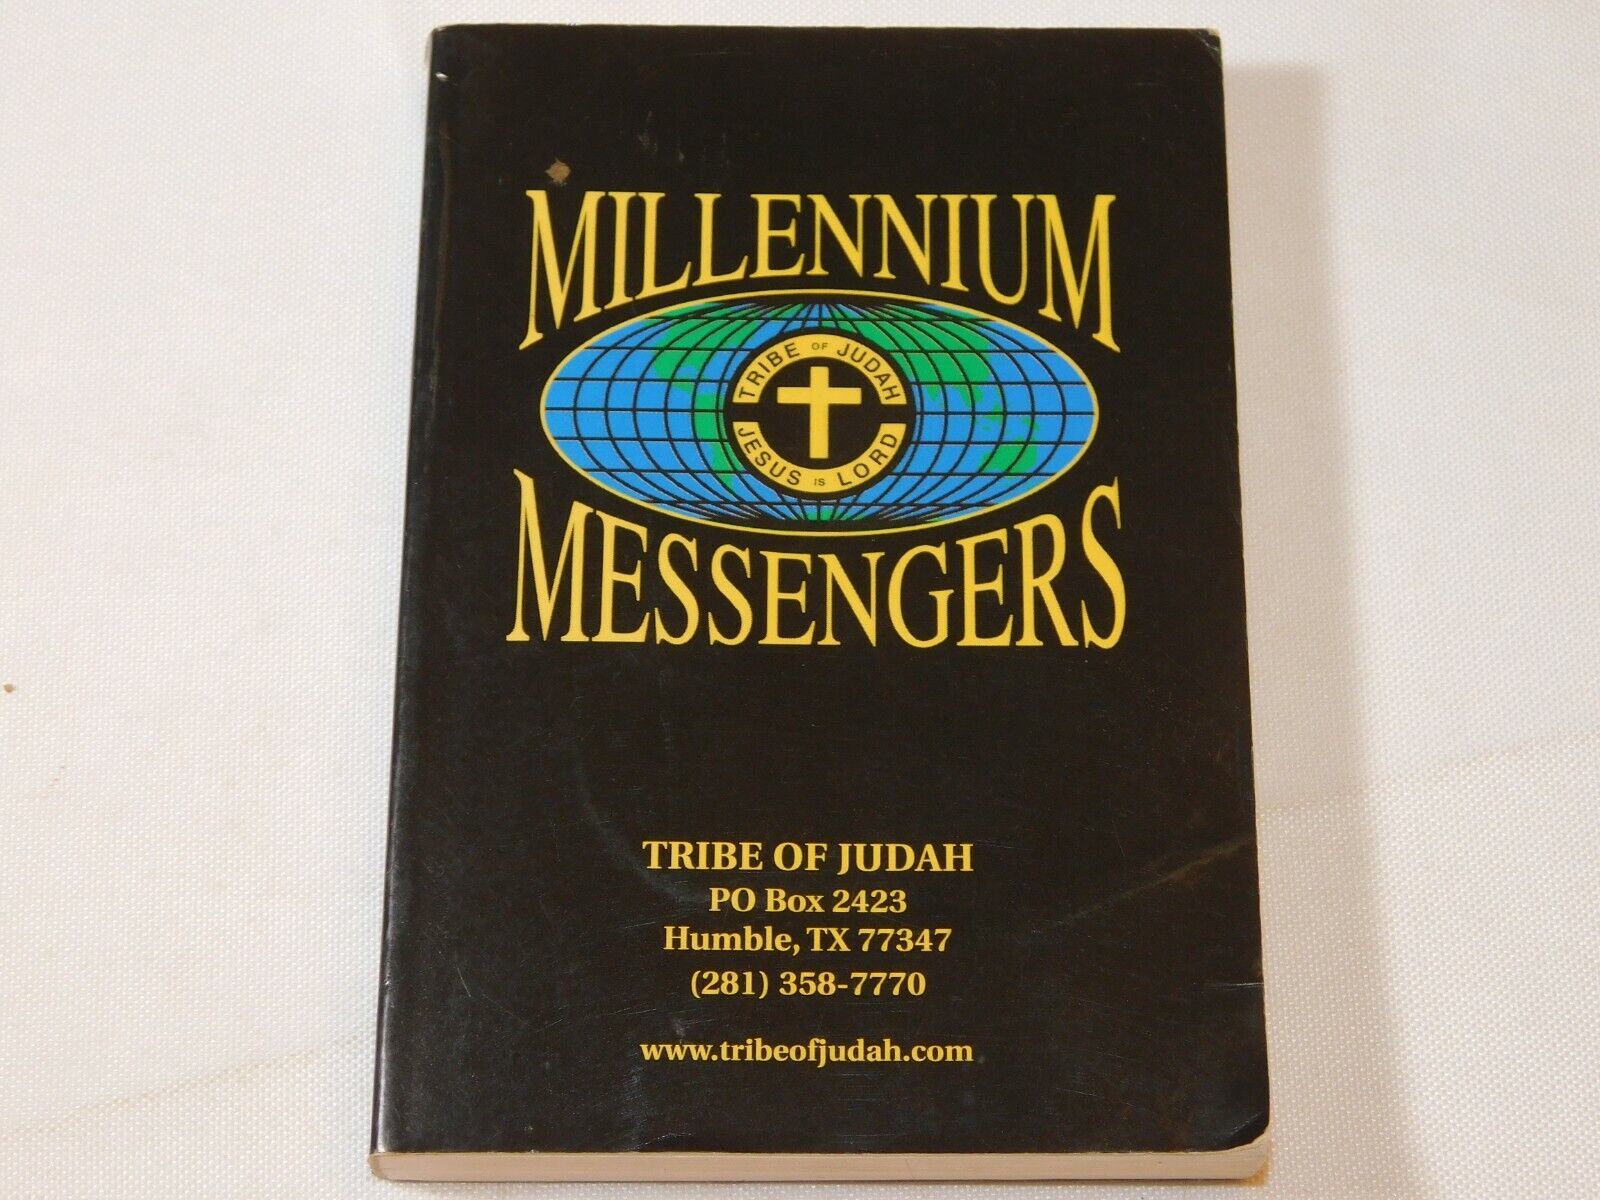 MILLENNIUM
TRIBE OF JUDAH
JESUS IS LORD
MESSENGERS
TRIBE OF JUDAH
PO Box 2423
Humble, TX 77347
(281) 358-7770
www.tribeofjudah.com